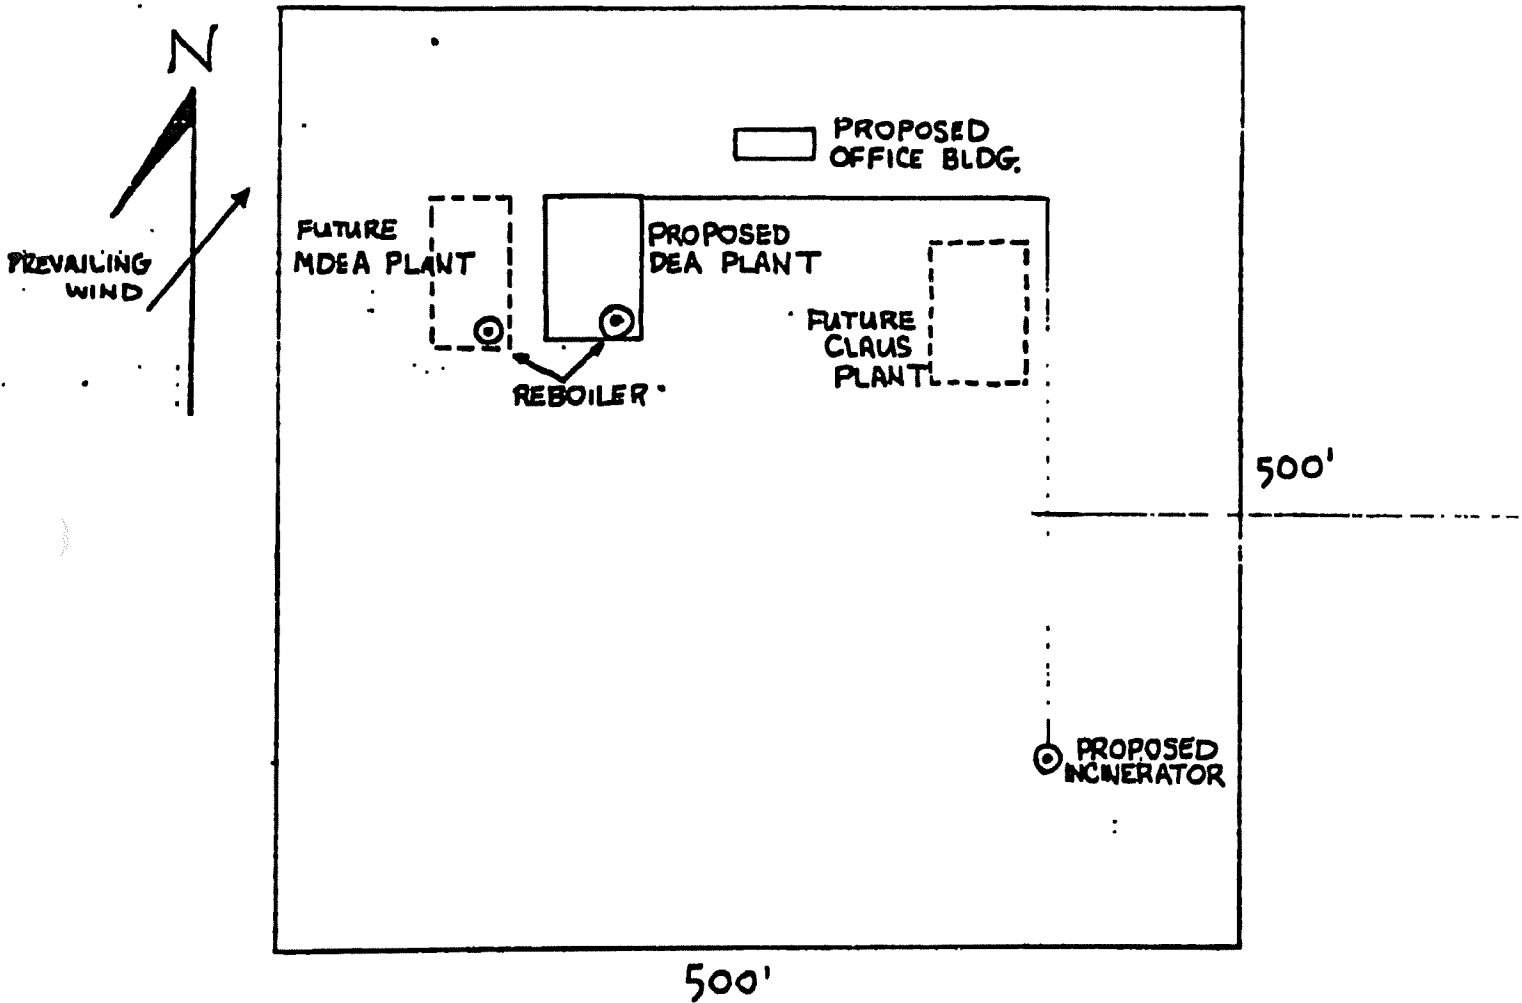 N
PROPOSED
OFFICE BLDG.
FUTURE
MDEA PLANT
PROPOSED
DEA PLANT
PREVAILING
WIND
FUTURE
CLAUS
PLANT
REBOILER
500'
PROPOSED
INCINERATOR
500'